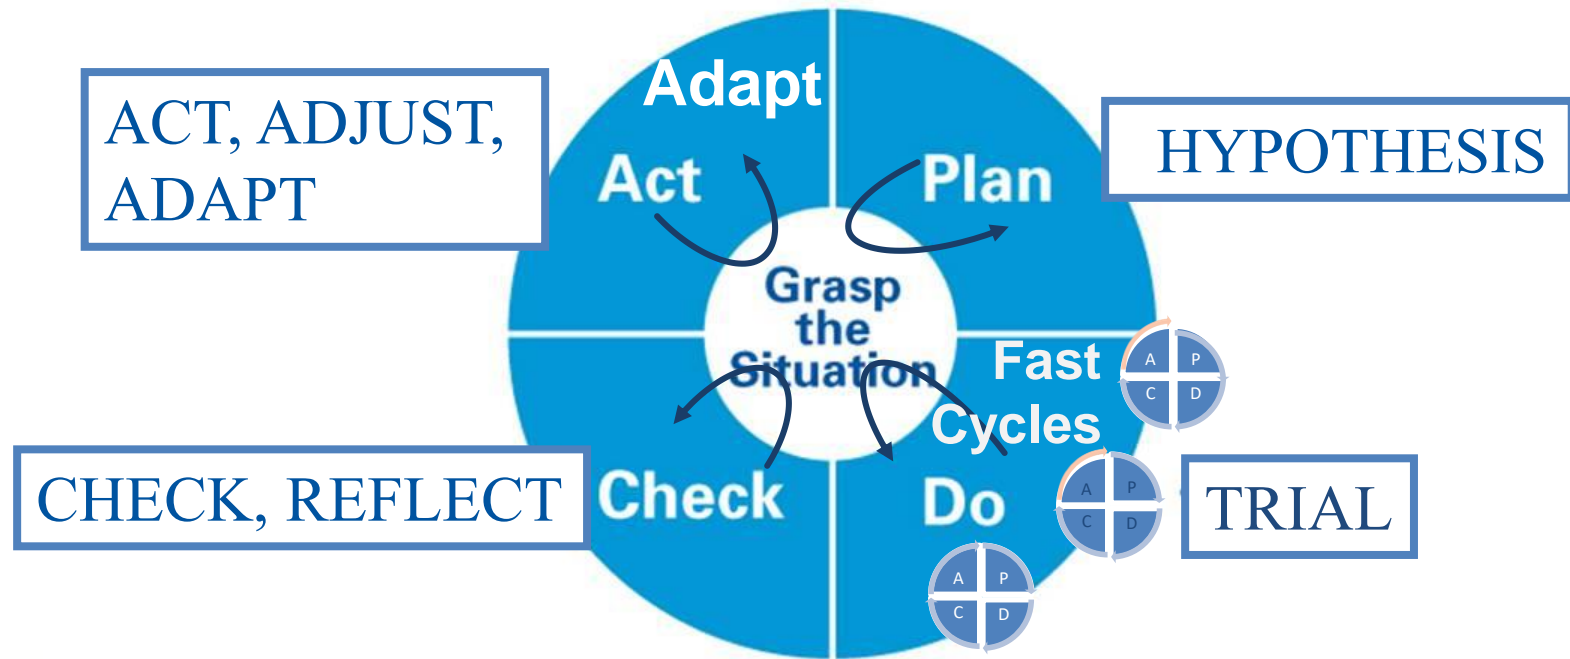 ACT, ADJUST,
ADAPT
Adapt
Act
Plan
HYPOTHESIS
Grasp
the
Situation
Fast
Cycles
A P
C D
CHECK, REFLECT
Check
Do
A P
C D
TRIAL
A P
C D